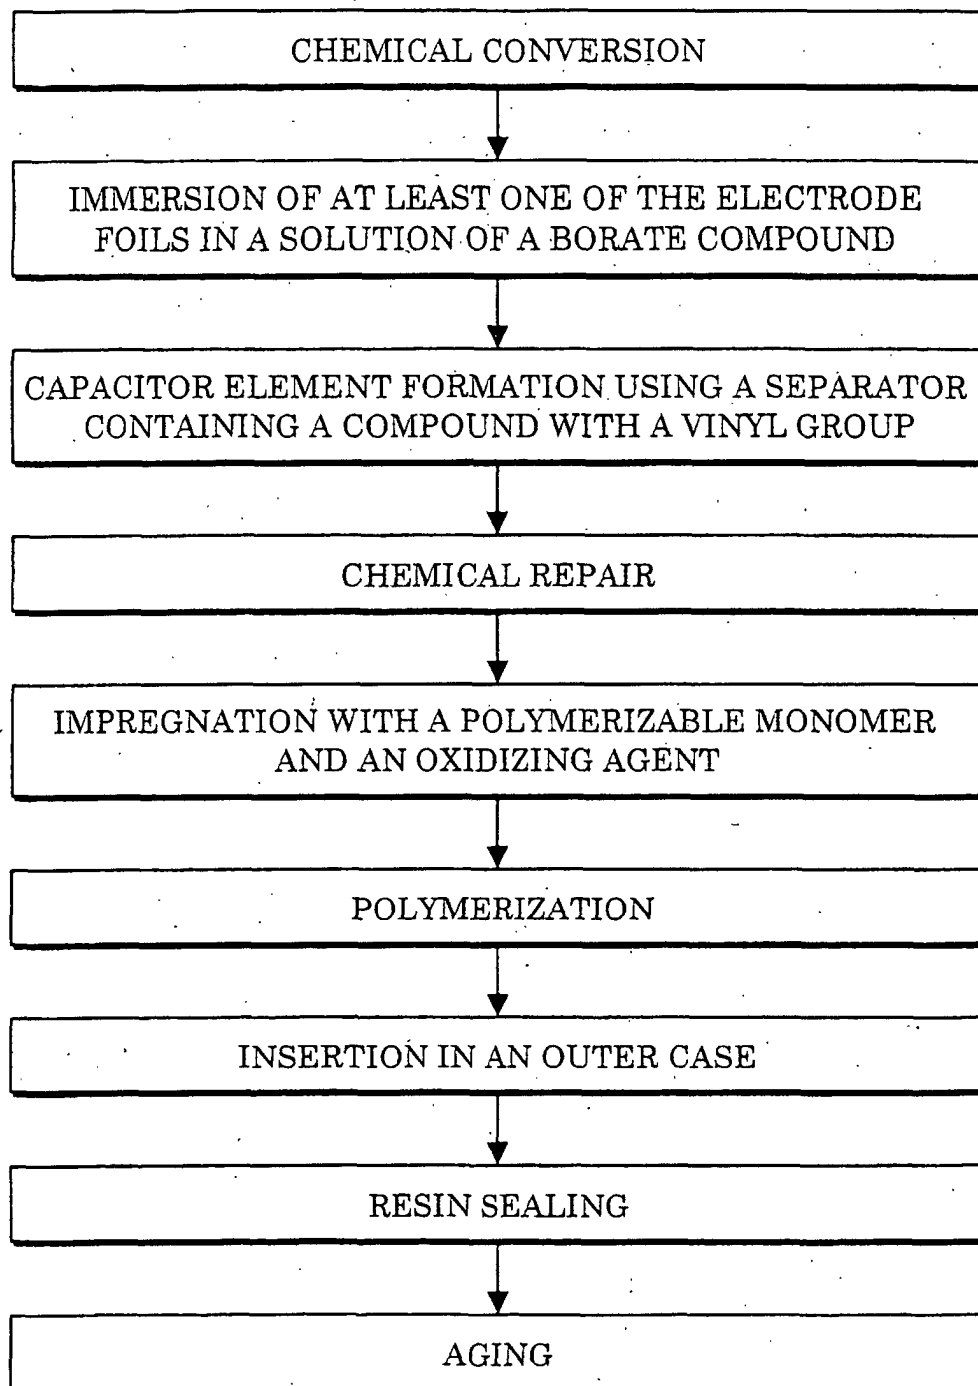 CHEMICAL CONVERSION
IMMERSION OF AT LEAST ONE OF THE ELECTRODE
FOILS IN A SOLUTION OF A BORATE COMPOUND
CAPACITOR ELEMENT FORMATION USING A SEPARATOR
CONTAINING A COMPOUND WITH A VINYL GROUP
CHEMICAL REPAIR
IMPREGNATION WITH A POLYMERIZABLE MONOMER
AND AN OXIDIZING AGENT
POLYMERIZATION
INSERTION IN AN OUTER CASE
RESIN SEALING
AGING